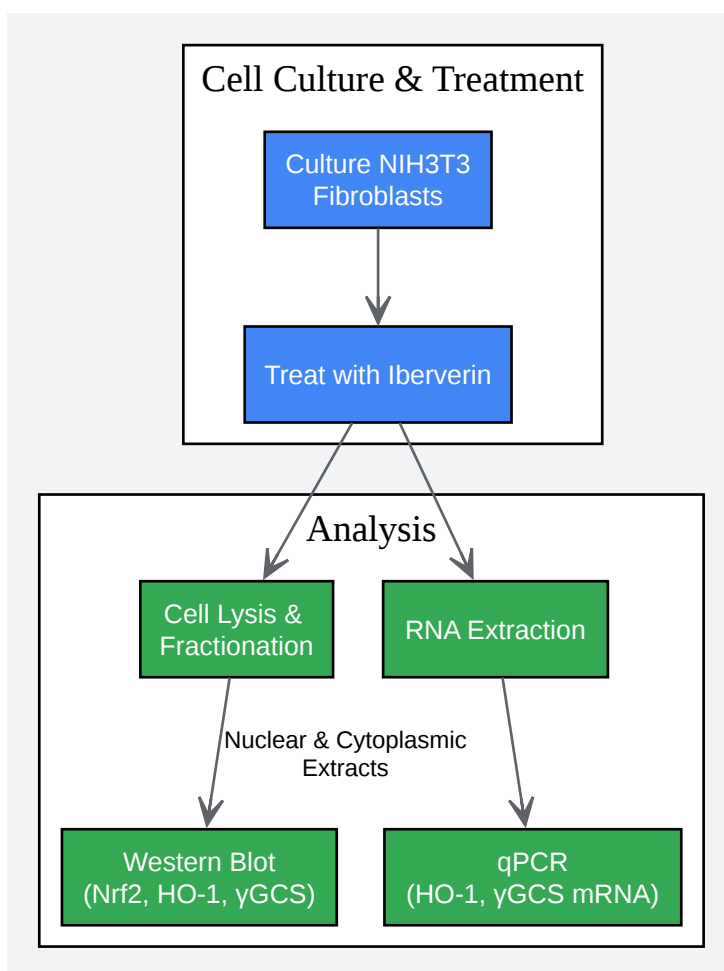 Cell Culture & Treatment
Culture NIH3T3
Fibroblasts
Treat with Iberverin
Analysis
Cell Lysis &
Fractionation
RNA Extraction
Nuclear & Cytoplasmic
Extracts
Western Blot
(Nrf2, HO-1, γGCS)
qPCR
(HO-1, γGCS mRNA)